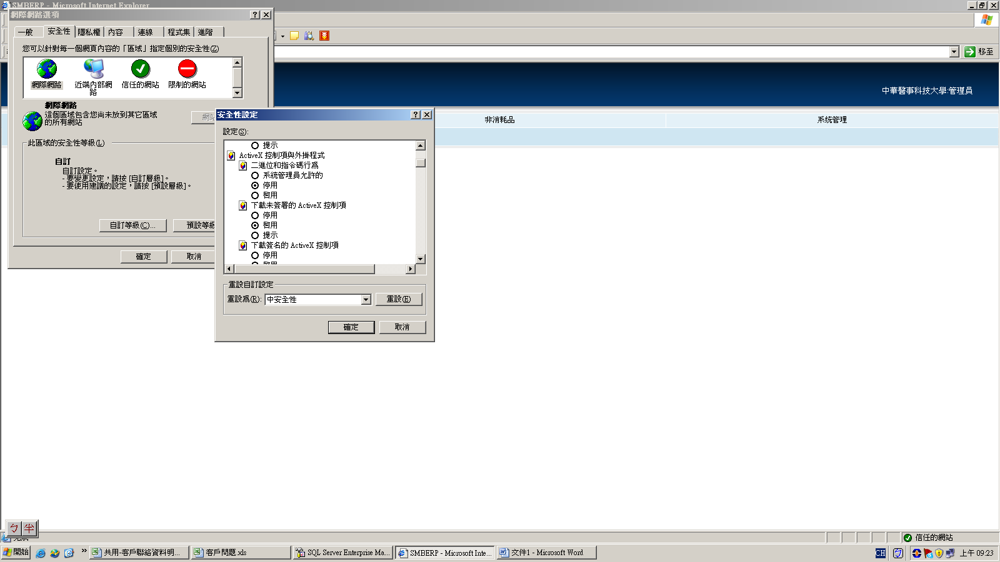 SMBERP - Microsoft Internet Explorer
網際網路選項
一般
安全性
隱私權
內容
連線
程式集
進階
您可以針對每一個網頁內容的「區域」指定個別的安全性(Z)
網際網路
近端內部網
路
信任的網站
限制的網站
網際網路
這個區域包含您尚未放到其它區域
的所有網站
此區域的安全性等級(L)
自訂
自訂設定。
- 要變更設定，請按 [自訂層級]。
- 要使用建議的設定，請按 [預設層級]。
自訂等級(C)...
預設等級
確定
取消
移至
中華醫事科技大學:管理員
非消耗品
系統管理
安全性設定
設定(S):
提示
ActiveX 控制項與外掛程式
二進位和指令碼行為
系統管理員允許的
停用
啓用
下載未簽署的 ActiveX 控制項
停用
啓用
提示
下載簽名的 ActiveX 控制項
停用
啓用
重設自訂設定
重設為(R):
中安全性
重設(E)
確定
取消
ㄅ半
完成
信任的網站
開始
共用-客戶聯絡資料明...
客戶問題.xls
SQL Server Enterprise Ma...
SMBERP - Microsoft Inte...
文件1 - Microsoft Word
CH
上午 09:23